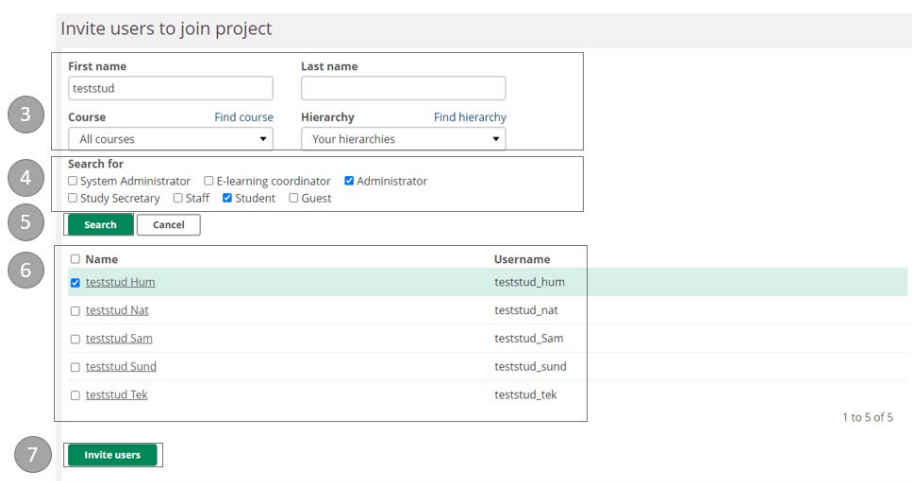 Invite users to join project
First name Last name
teststud
3
Course Find course Hierarchy Find hierarchy
All courses Your hierarchies
4
Search for
System Administrator E-learning coordinator Administrator
Study Secretary Staff Student Guest
5
Search Cancel
6
Name Username
teststud Hum teststud_hum
teststud Nat teststud_nat
teststud Sam teststud_Sam
teststud Sund teststud_sund
teststud Tek teststud_tek
1 to 5 of 5
7
Invite users